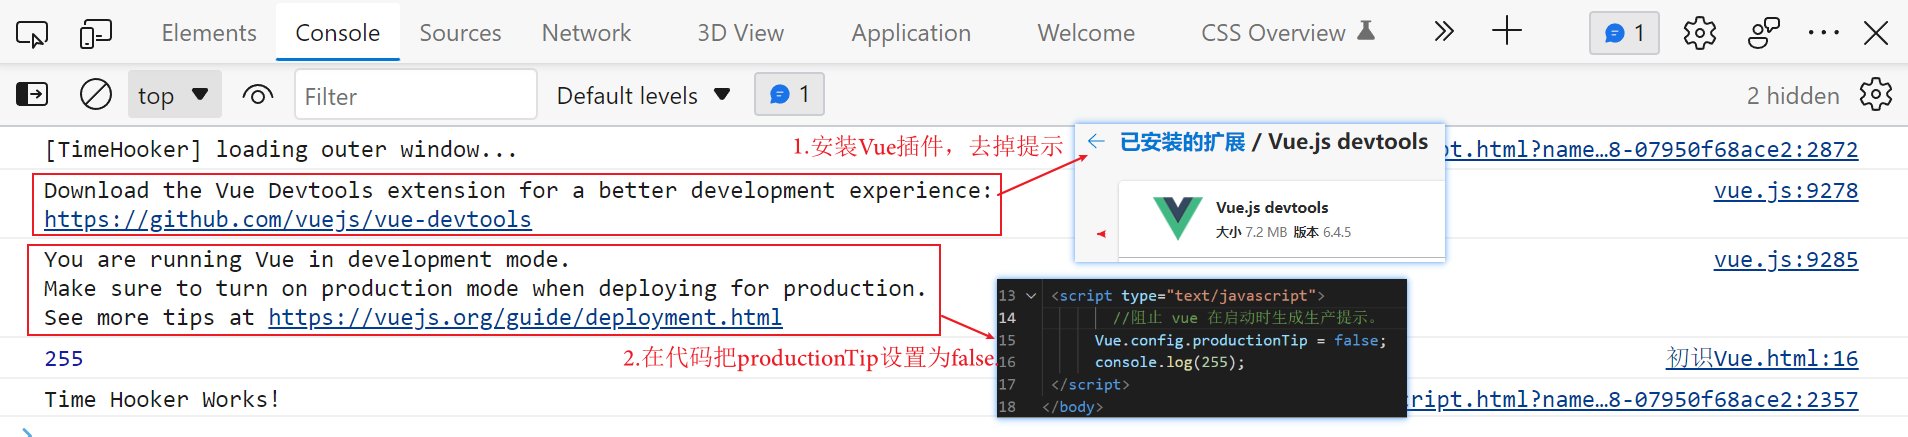 Elements Console Sources Network 3D View Application Welcome CSS Overview 1
top Filter Default levels 1 2 hidden
[TimeHooker] loading outer window...
1.安装Vue插件，去掉提示
已安装的扩展 / Vue.js devtools
pt.html?name…8-07950f68ace2:2872
Download the Vue Devtools extension for a better development experience:
https://github.com/vuejs/vue-devtools
vue.js:9278
Vue.js devtools
大小 7.2 MB 版本 6.4.5
You are running Vue in development mode.
Make sure to turn on production mode when deploying for production.
See more tips at https://vuejs.org/guide/deployment.html
vue.js:9285
13 <script type="text/javascript">
14 //阻止 vue 在启动时生成生产提示。
15 Vue.config.productionTip = false;
16 console.log(255);
17 </script>
18 </body>
255
2.在代码把productionTip设置为false
初识Vue.html:16
Time Hooker Works!
cript.html?name…8-07950f68ace2:2357